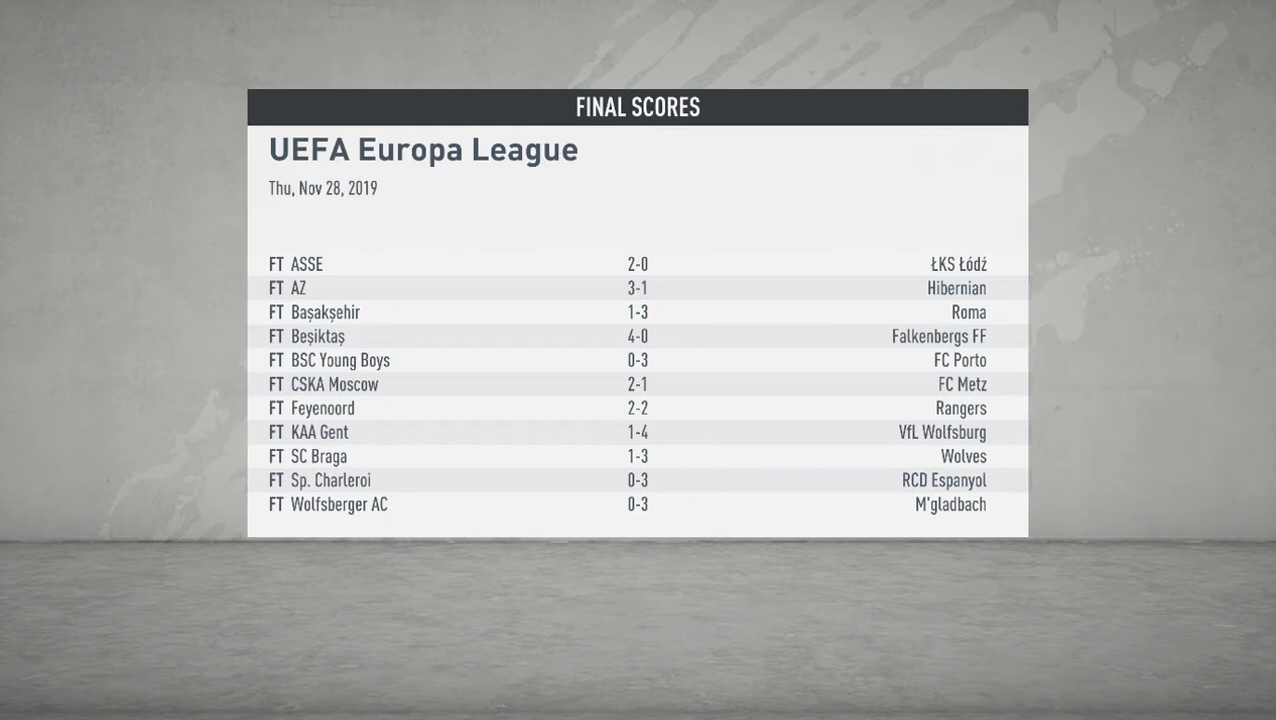 FINAL SCORES
UEFA Europa League
Thu, Nov 28, 2019
FT ASSE 2-0 ŁKS Łódź
FT AZ 3-1 Hibernian
FT Başakşehir 1-3 Roma
FT Beşiktaş 4-0 Falkenbergs FF
FT BSC Young Boys 0-3 FC Porto
FT CSKA Moscow 2-1 FC Metz
FT Feyenoord 2-2 Rangers
FT KAA Gent 1-4 VfL Wolfsburg
FT SC Braga 1-3 Wolves
FT Sp. Charleroi 0-3 RCD Espanyol
FT Wolfsberger AC 0-3 M'gladbach